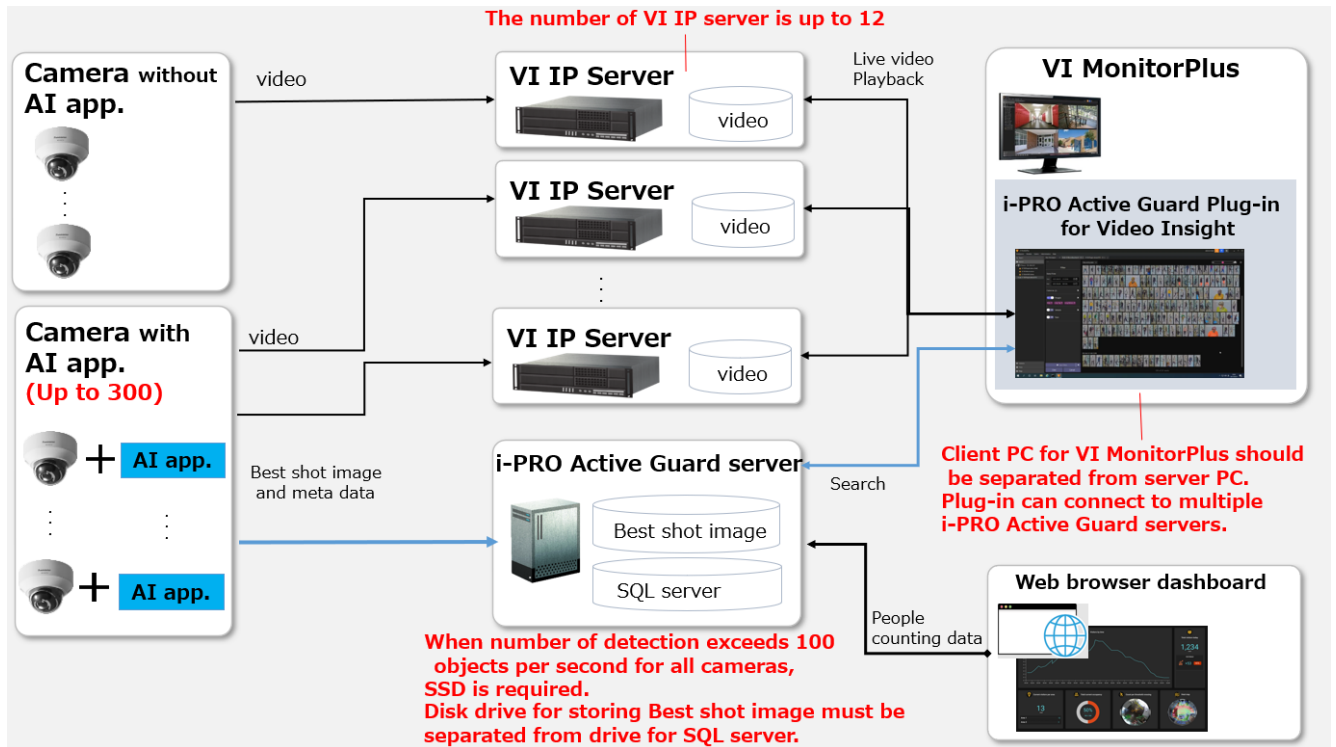 The number of VI IP server is up to 12
Camera without
AI app.
video
VI IP Server
video
Live video
Playback
VI MonitorPlus
VI IP Server
video
i-PRO Active Guard Plug-in
for Video Insight
Camera with
AI app.
(Up to 300)
video
VI IP Server
video
AI app.
AI app.
Best shot image
and meta data
i-PRO Active Guard server
Best shot image
SQL server
Search
Client PC for VI MonitorPlus should
be separated from server PC.
Plug-in can connect to multiple
i-PRO Active Guard servers.
When number of detection exceeds 100
objects per second for all cameras,
SSD is required.
Disk drive for storing Best shot image must be
separated from drive for SQL server.
People
counting data
Web browser dashboard
1,234
13